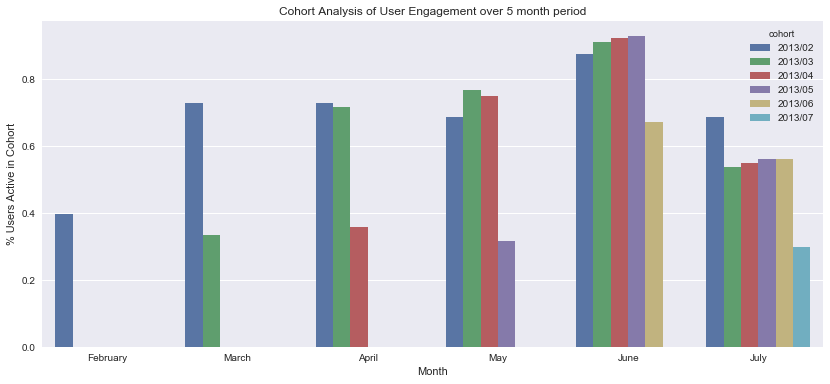 Cohort Analysis of User Engagement over 5 month period
cohort
2013/02
2013/03
2013/04
2013/05
2013/06
2013/07
% Users Active in Cohort
0.8
0.6
0.4
0.2
0.0
February March April May June July
Month